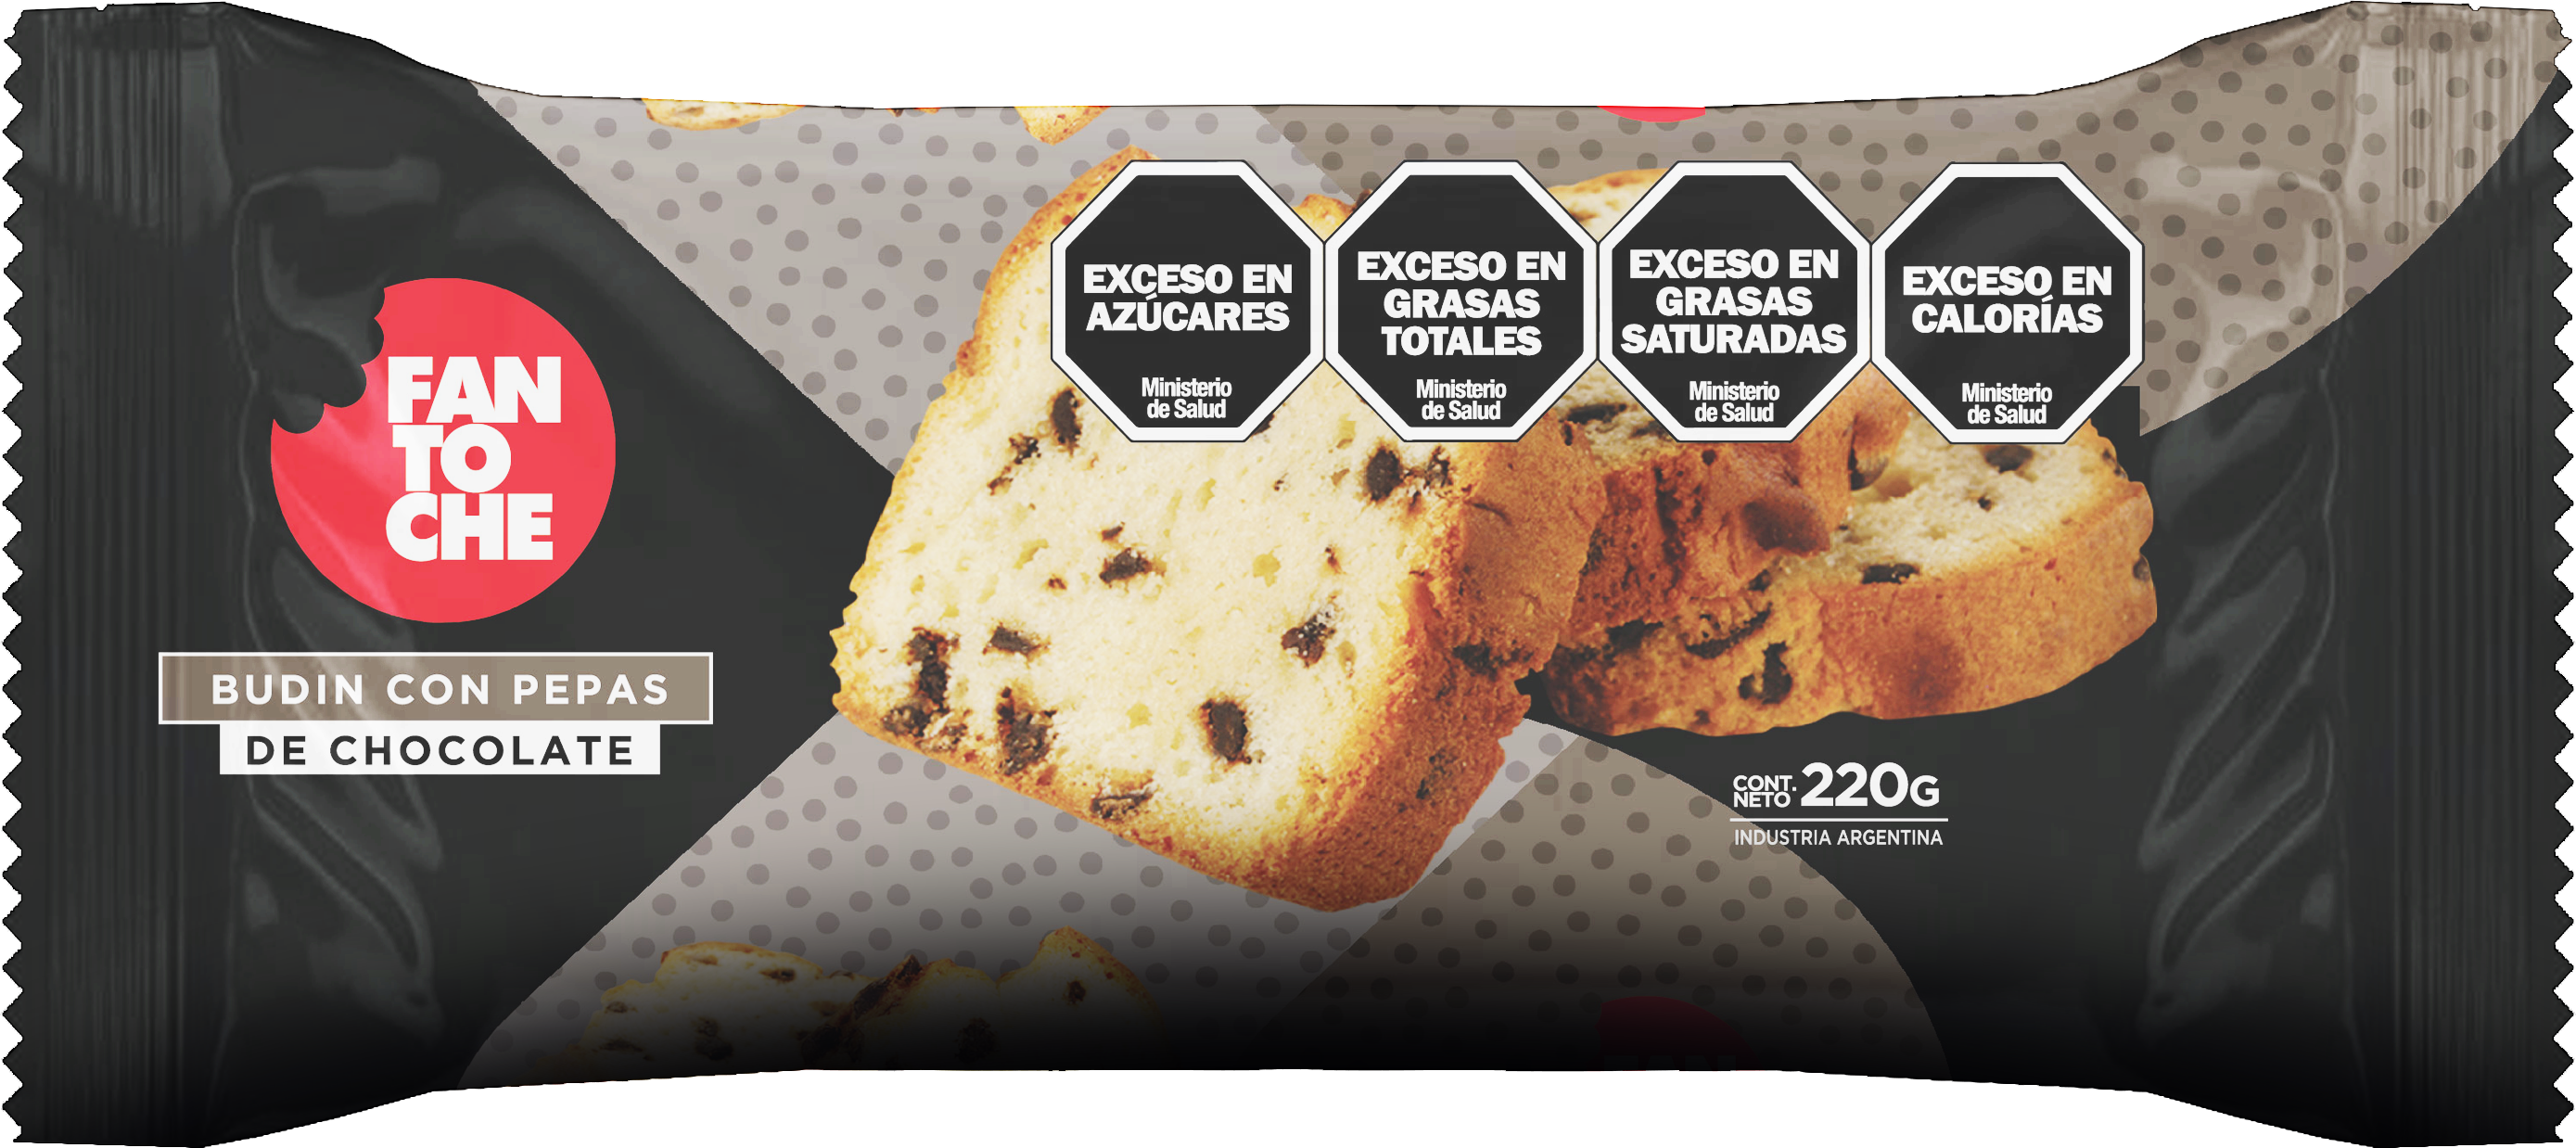 FAN
TO
CHE
BUDIN CON PEPAS
DE CHOCOLATE
EXCESO EN
AZÚCARES
Ministerio
de Salud
EXCESO EN
GRASAS
TOTALES
Ministerio
de Salud
EXCESO EN
GRASAS
SATURADAS
Ministerio
de Salud
EXCESO EN
CALORÍAS
Ministerio
de Salud
CONT.
NETO 220G
INDUSTRIA ARGENTINA